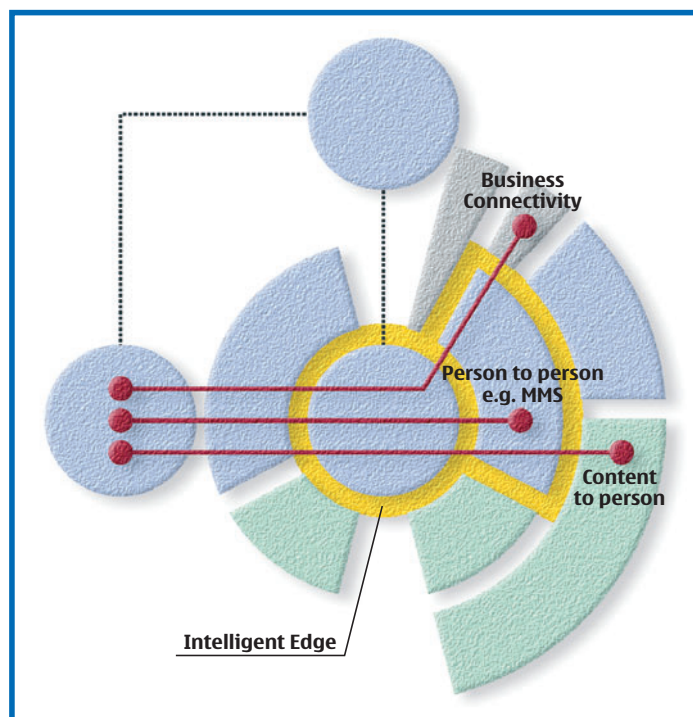 Business
Connectivity
Person to person
e.g. MMS
Content
to person
Intelligent Edge